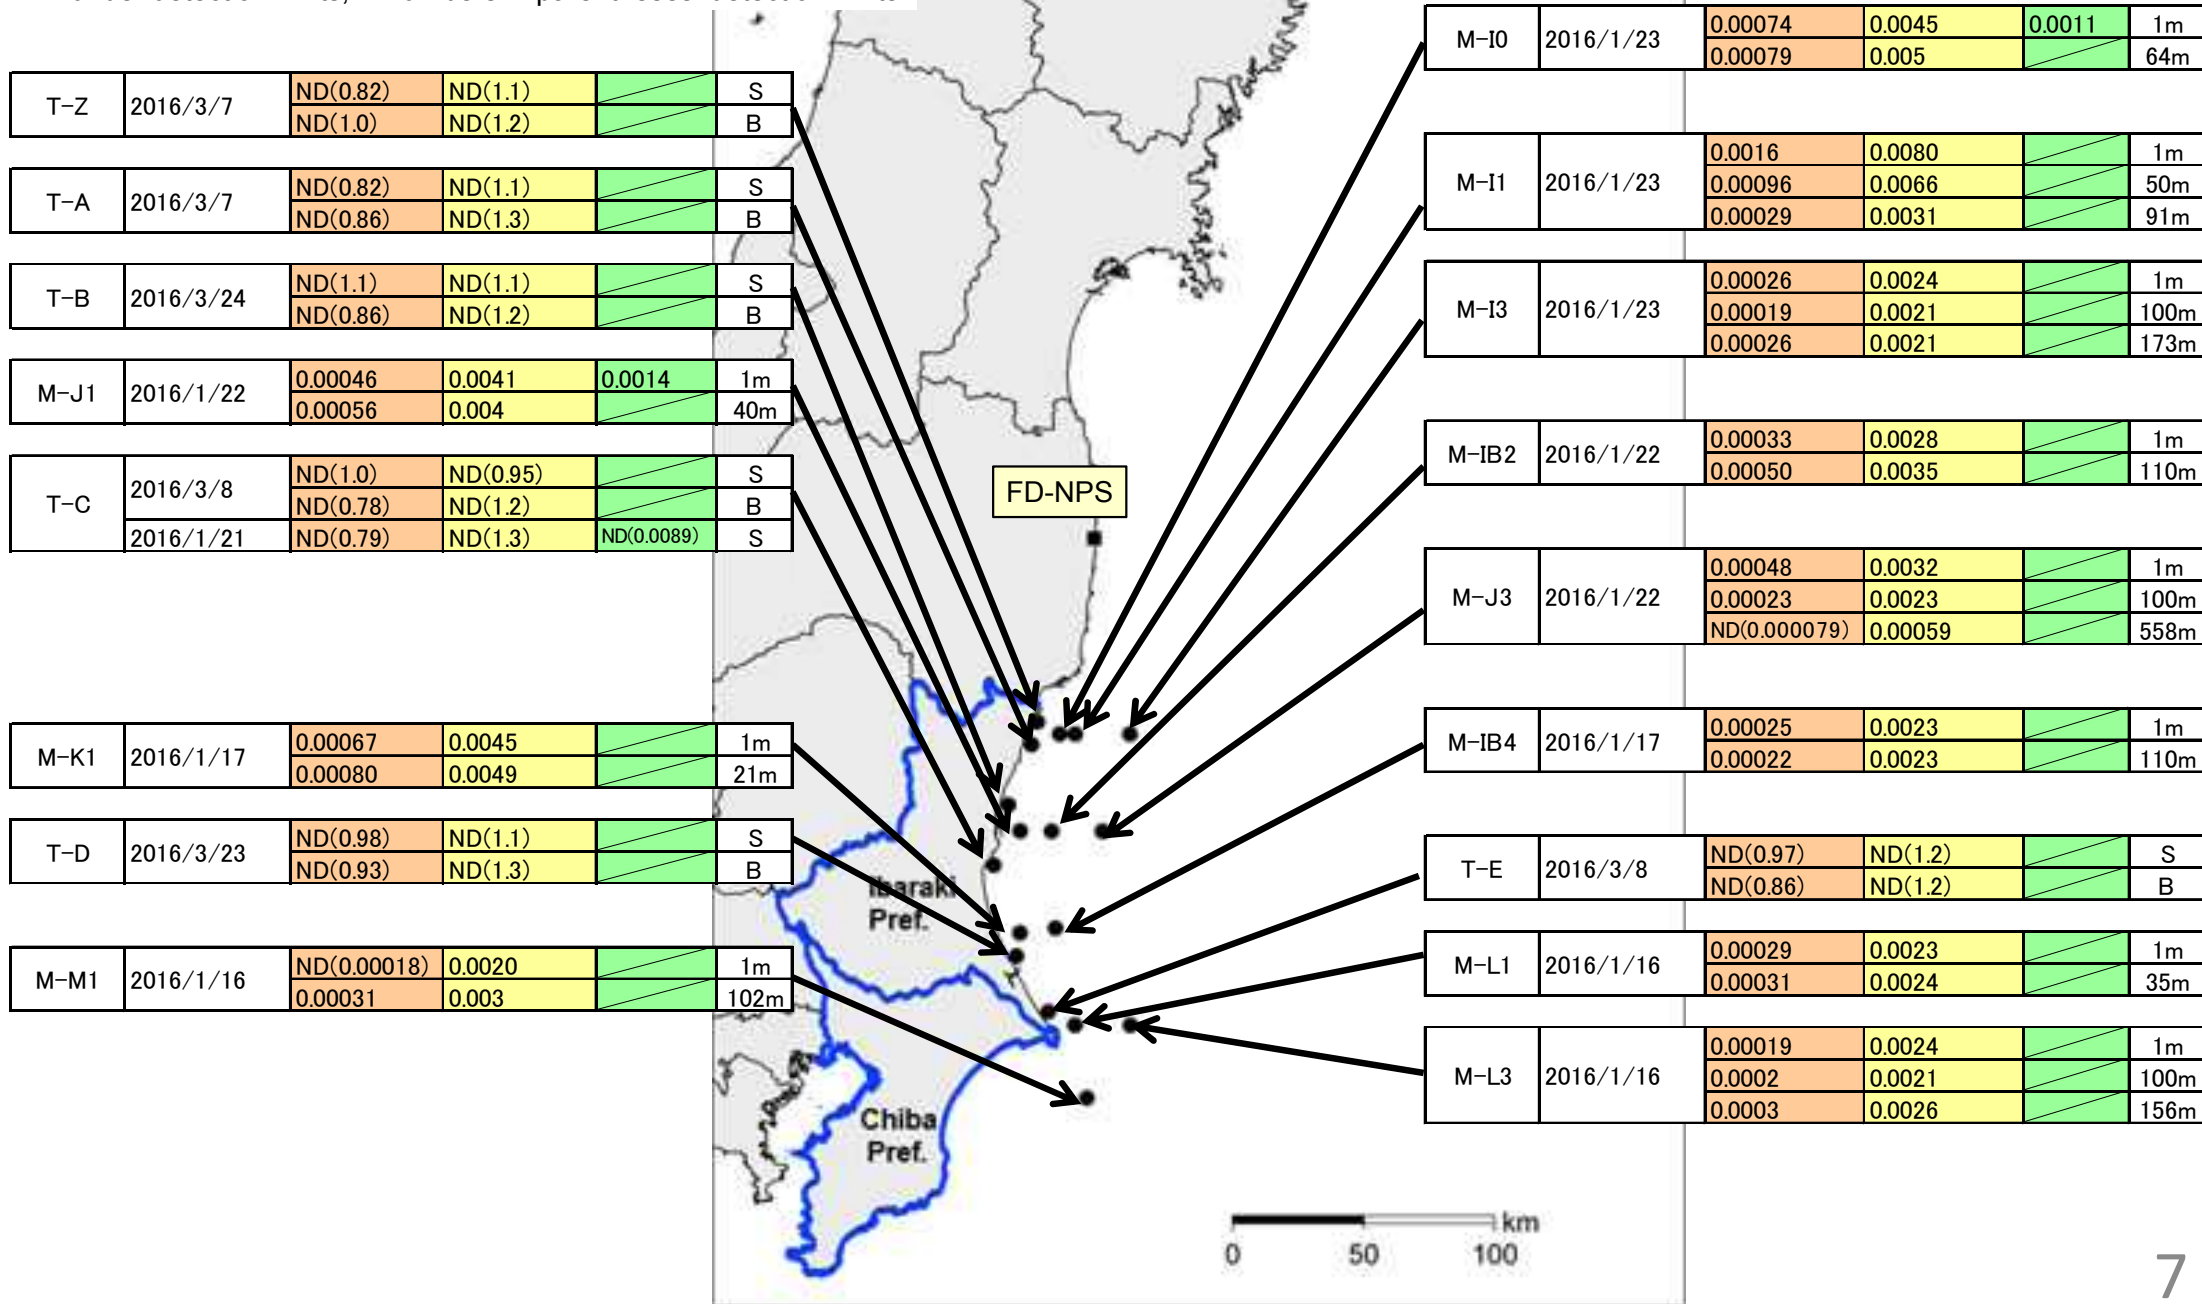 T-Z 2016/3/7 ND(0.82) ND(1.1) S
ND(1.0) ND(1.2) B
T-A 2016/3/7 ND(0.82) ND(1.1) S
ND(0.86) ND(1.3) B
T-B 2016/3/24 ND(1.1) ND(1.1) S
ND(0.86) ND(1.2) B
M-J1 2016/1/22 0.00046 0.0041 0.0014 1m
0.00056 0.004 40m
T-C 2016/3/8 ND(1.0) ND(0.95) S
ND(0.78) ND(1.2) B
2016/1/21 ND(0.79) ND(1.3) ND(0.0089) S
M-K1 2016/1/17 0.00067 0.0045 1m
0.00080 0.0049 21m
T-D 2016/3/23 ND(0.98) ND(1.1) S
ND(0.93) ND(1.3) B
M-M1 2016/1/16 ND(0.00018) 0.0020 1m
0.00031 0.003 102m
FD-NPS
Ibaraki
Pref.
Chiba
Pref.
M-I0 2016/1/23 0.00074 0.0045 0.0011 1m
0.00079 0.005 64m
M-I1 2016/1/23 0.0016 0.0080 1m
0.00096 0.0066 50m
0.00029 0.0031 91m
M-I3 2016/1/23 0.00026 0.0024 1m
0.00019 0.0021 100m
0.00026 0.0021 173m
M-IB2 2016/1/22 0.00033 0.0028 1m
0.00050 0.0035 110m
M-J3 2016/1/22 0.00048 0.0032 1m
0.00023 0.0023 100m
ND(0.000079) 0.00059 558m
M-IB4 2016/1/17 0.00025 0.0023 1m
0.00022 0.0023 110m
T-E 2016/3/8 ND(0.97) ND(1.2) S
ND(0.86) ND(1.2) B
M-L1 2016/1/16 0.00029 0.0023 1m
0.00031 0.0024 35m
M-L3 2016/1/16 0.00019 0.0024 1m
0.0002 0.0021 100m
0.0003 0.0026 156m
km
0 50 100
7